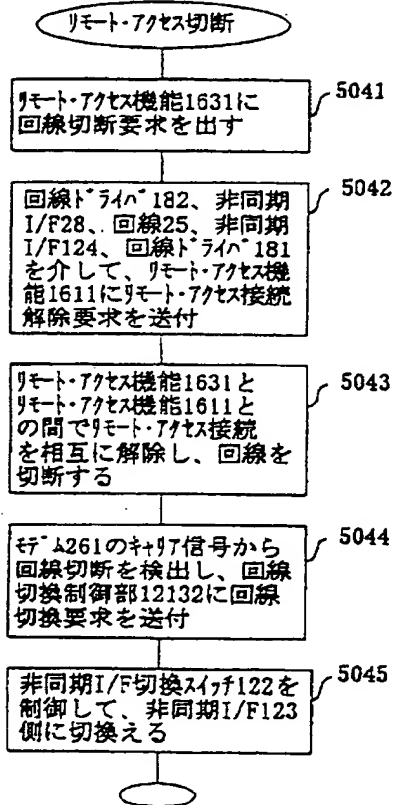 リモート・アクセス切断
リモート・アクセス機能1631に
回線切断要求を出す
5041
回線ドライバ182、非同期
I/F28、回線25、非同期
I/F124、回線ドライバ181
を介して、リモート・アクセス機
能1611にリモート・アクセス接続
解除要求を送付
5042
リモート・アクセス機能1631と
リモート・アクセス機能1611と
の間でリモート・アクセス接続
を相互に解除し、回線を
切断する
5043
モデム261のキャリア信号から
回線切断を検出し、回線
切換制御部12132に回線
切換要求を送付
5044
非同期I/F切換スイッチ122を
制御して、非同期I/F123
側に切換える
5045